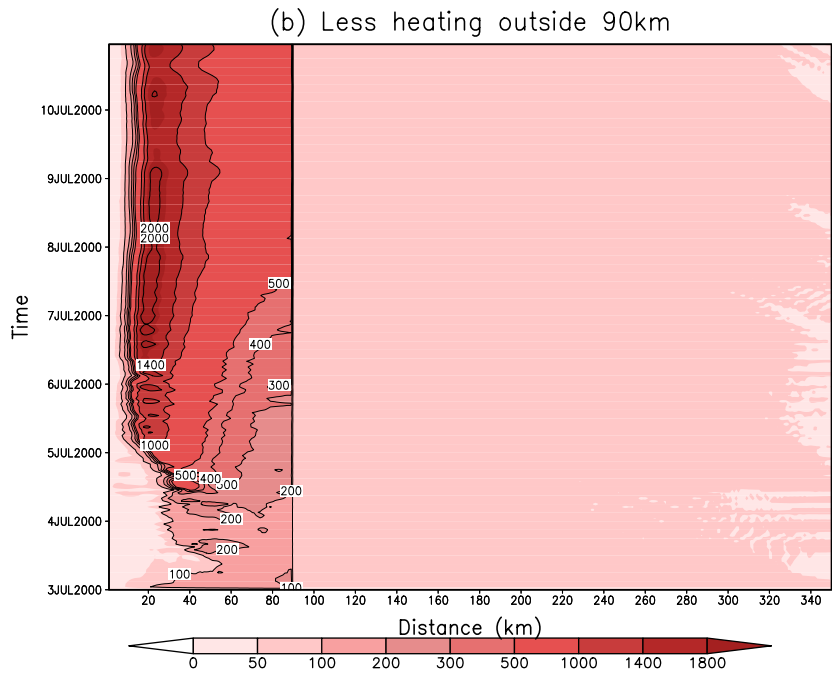 (b) Less heating outside 90km
10JUL2000
9JUL2000
2000
8JUL2000
2000
500
7JUL2000
Time
400
1400
6JUL2000
300
1000
5JUL2000
500
400
500
200
4JUL2000
200
200
100
3JUL2000
100
20 40 60 80 100 120 140 160 180 200 220 240 260 280 300 320 340
Distance (km)
0 50 100 200 300 500 1000 1400 1800